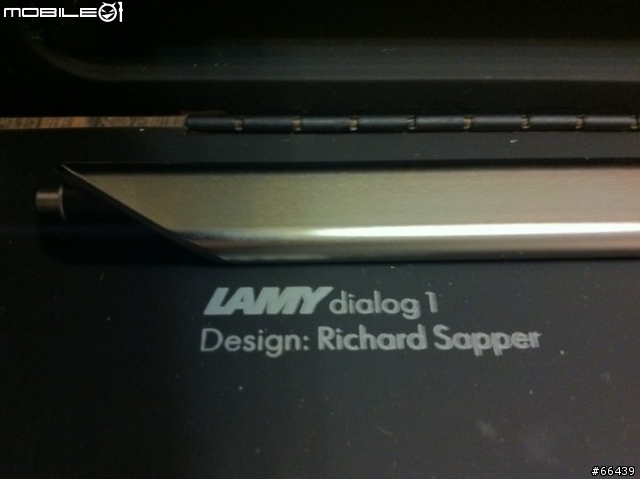 MOBILE01
LAMY dialog 1
Design: Richard Sapper
#66439